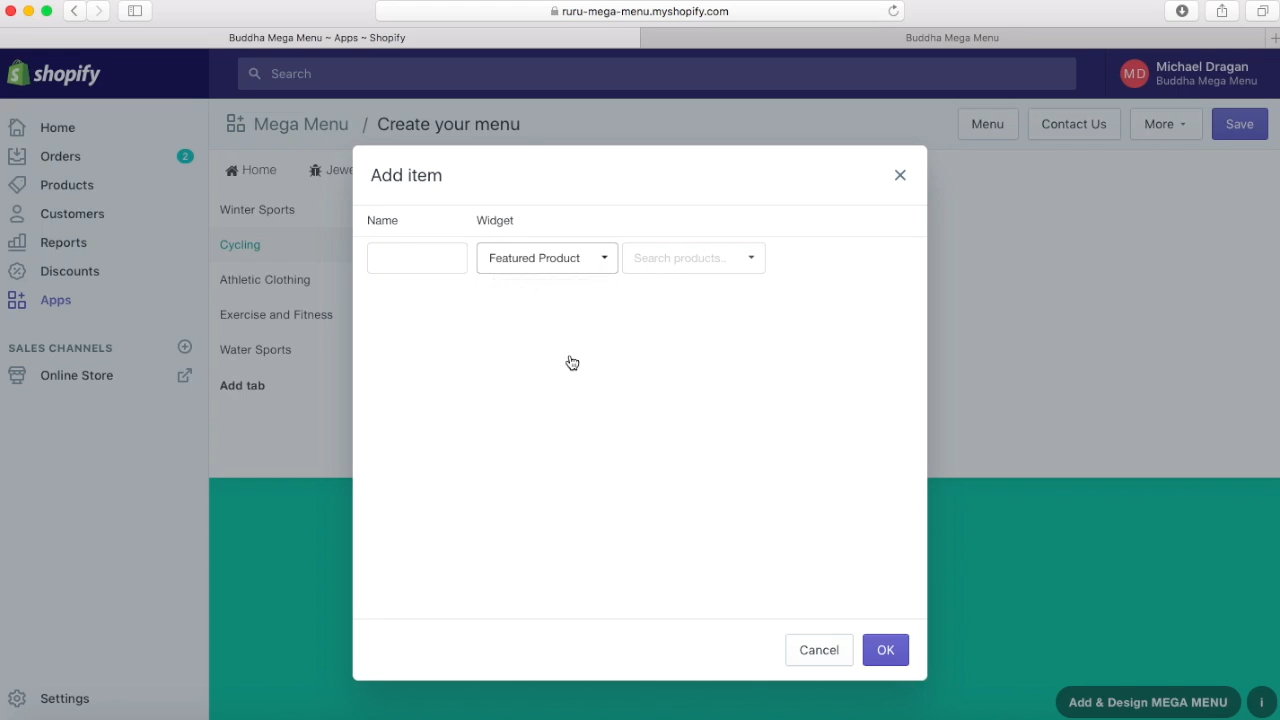 ruru-mega-menu.myshopify.com
Buddha Mega Menu ~ Apps ~ Shopify
Buddha Mega Menu
shopify
Search
MD
Michael Dragan
Buddha Mega Menu
Home
Orders
2
Products
Customers
Reports
Discounts
Apps
SALES CHANNELS
Online Store
Settings
Mega Menu / Create your menu
Menu
Contact Us
More
Save
Home
Jewe
Winter Sports
Cycling
Athletic Clothing
Exercise and Fitness
Water Sports
Add tab
Add item
Name
Widget
Featured Product
Search products..
Cancel
OK
Add & Design MEGA MENU
i